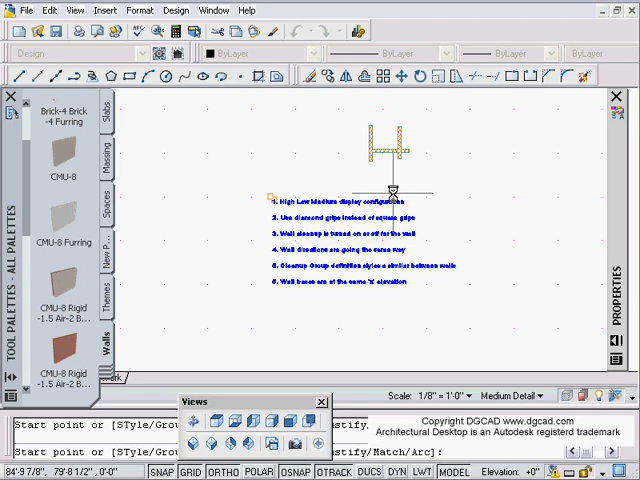 File Edit View Insert Format Design Window Help
Design ByLayer ByLayer ByLayer
Brick-4 Brick
-4 Furring
CMU-8
CMU-8 Furring
CMU-8 Rigid
-1.5 Air-2 B...
CMU-8 Rigid
-1.5 Air-2 B...
TOOL PALETTES - ALL PALETTES
Slabs
Massing
Spaces
New P...
Themes
Walls
1. High Low Medium display configuration
2. Use diamond grips instead of square grips
3. Wall cleanup is turned on or off for the wall
4. Wall directions are going the same way
5. Cleanup Group definition styles a similar between walls
6. Wall bases are at the same 'z' elevation
PROPERTIES
Scale: 1/8" = 1'-0" Medium Detail
Views
Start point or [STyle/Gro
ustify/
Start point or [STyle/Gro
ustify/Match/Arc]:
Copyright DGCAD www.dgcad.com
Architectural Desktop is an Autodesk registerd trademark
84'-9 7/8", 79'-8 1/2", 0'-0" SNAP GRID ORTHO POLAR OSNAP OTRACK DUCS DYN LWT MODEL Elevation: +0"